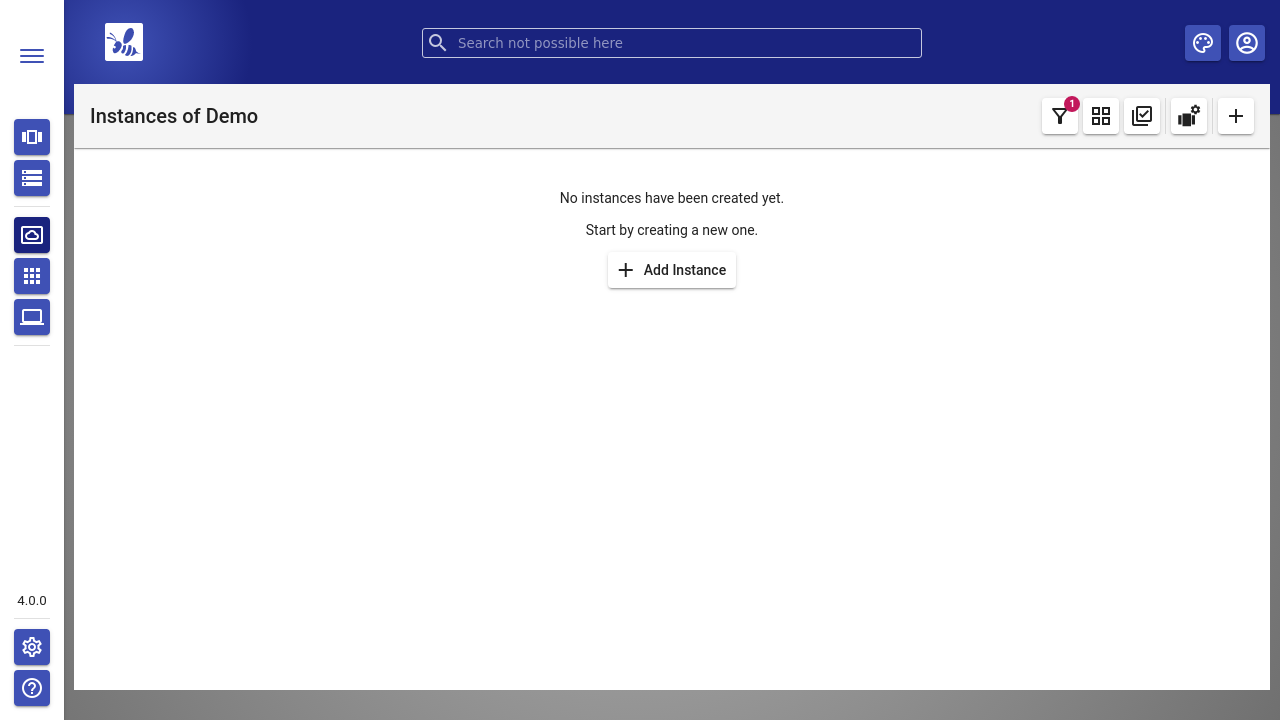 Search not possible here
Instances of Demo
1
No instances have been created yet.
Start by creating a new one.
Add Instance
4.0.0